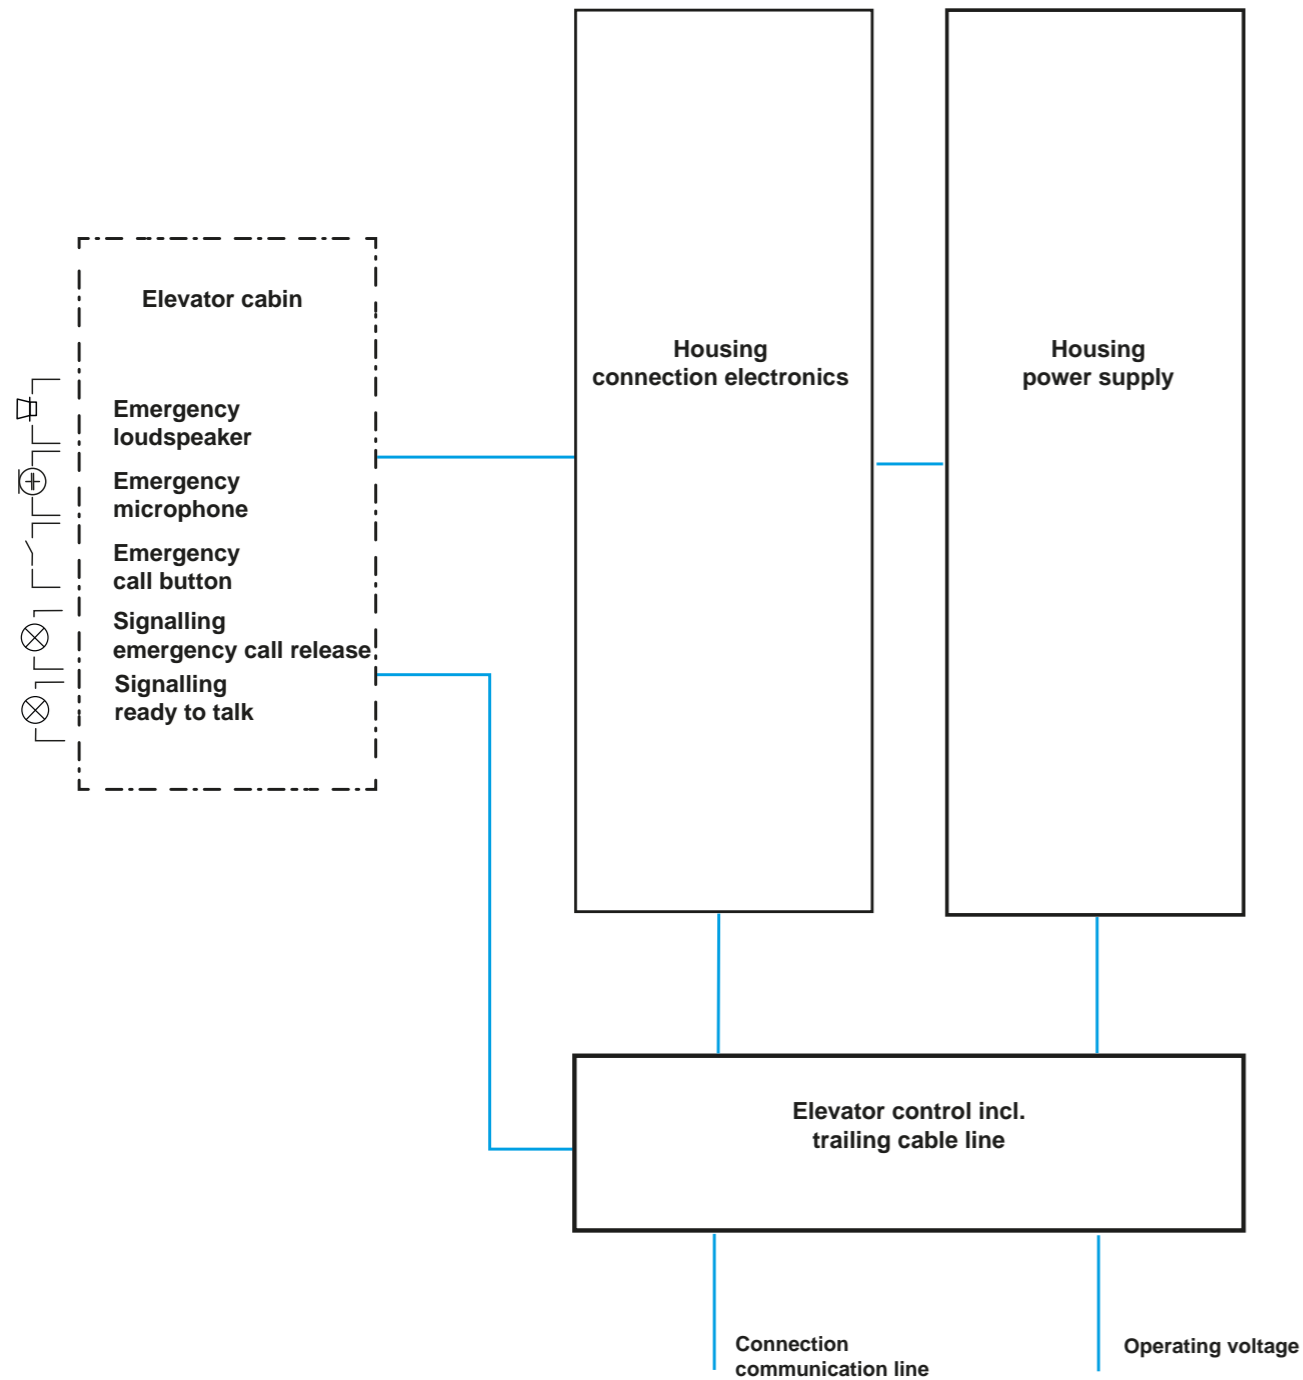 Elevator cabin
Emergency
loudspeaker
Emergency
microphone
Emergency
call button
Signalling
emergency call release
Signalling
ready to talk
Housing
connection electronics
Housing
power supply
Elevator control incl.
trailing cable line
Connection
communication line
Operating voltage